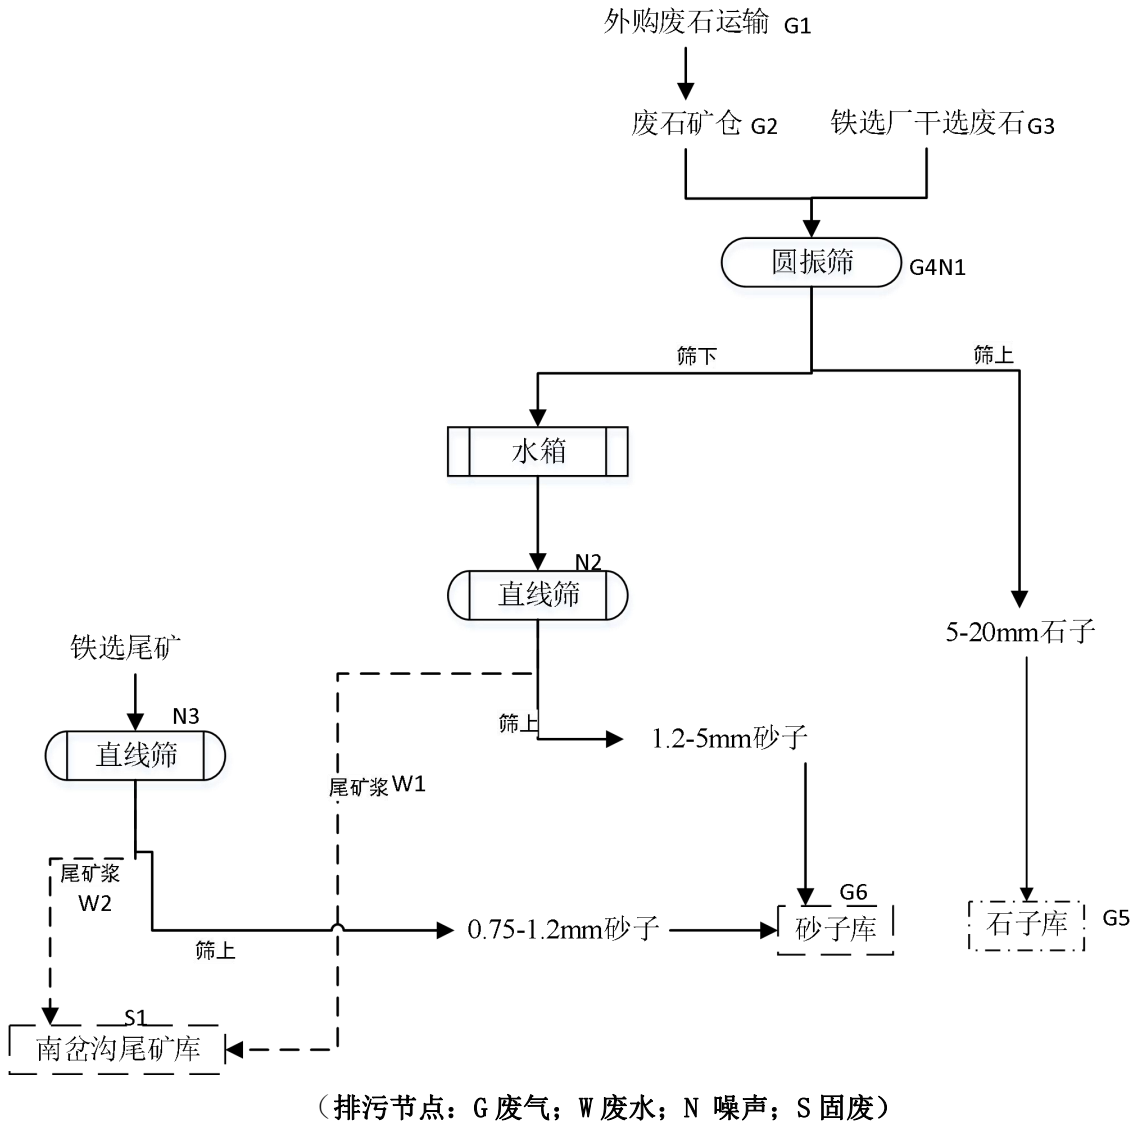 外购废石运输 G1
废石矿仓 G2
铁选厂干选废石 G3
圆振筛
G4N1
筛下
筛上
水箱
N2
直线筛
5-20mm石子
铁选尾矿
N3
直线筛
筛上
1.2-5mm砂子
尾矿浆 W1
尾矿浆
W2
筛上
0.75-1.2mm砂子
G6
砂子库
石子库
G5
S1
南岔沟尾矿库
（排污节点：G 废气；W 废水；N 噪声；S 固废）